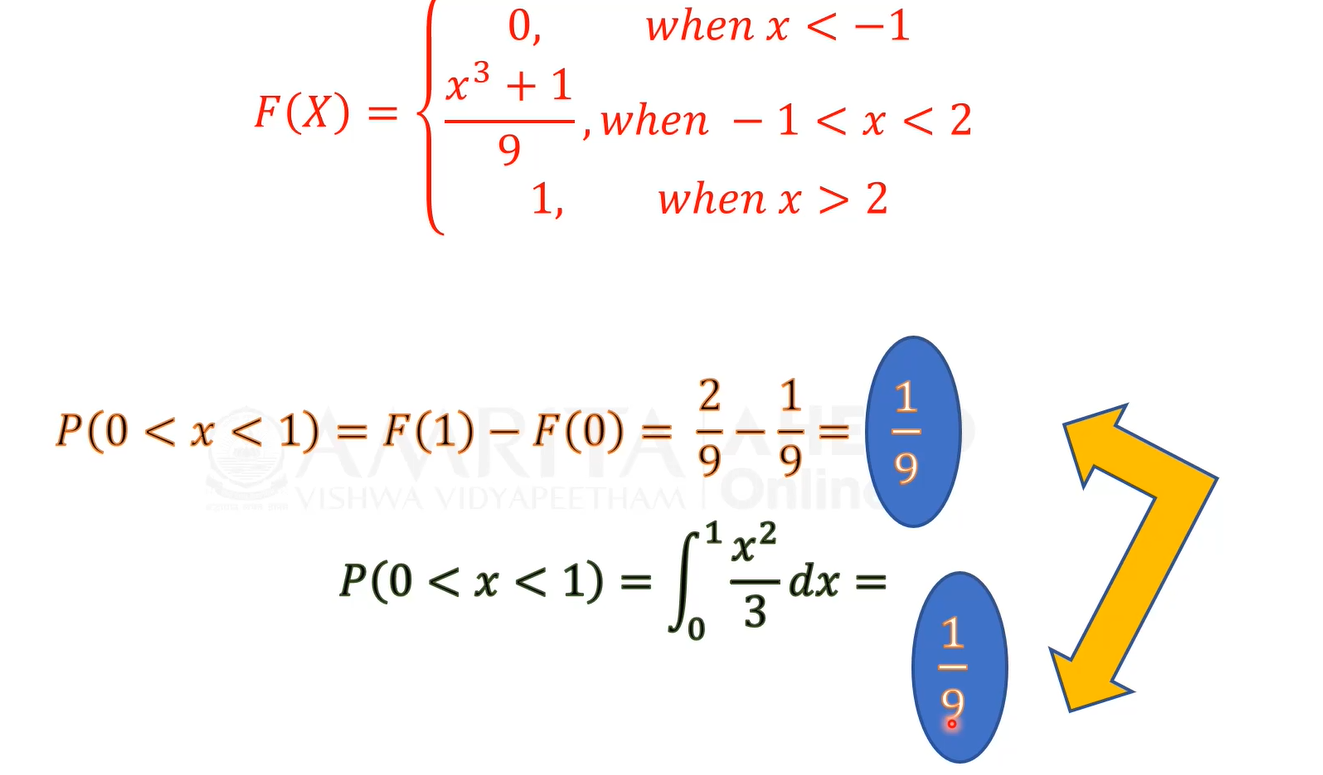 0, when x < −1
F(X) = { (x³ + 1)/9 , when − 1 < x < 2
1, when x > 2
P(0 < x < 1) = F(1) − F(0) = 2/9 − 1/9 = 1/9
AMRITA | AHEAD
VISHWA VIDYAPEETHAM | Online
P(0 < x < 1) = ∫₀¹ x²/3 dx =
1/9